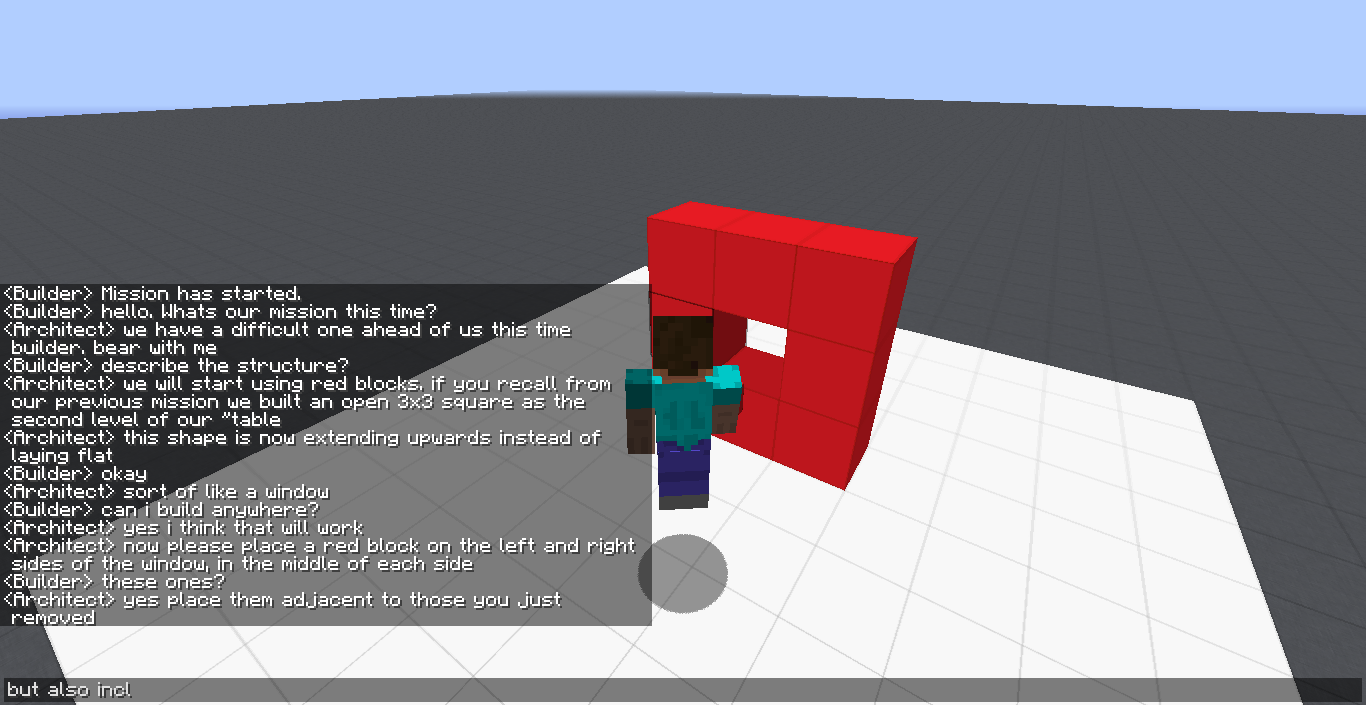 <Builder> Mission has started.
<Builder> hello. Whats our mission this time?
<Architect> we have a difficult one ahead of us this time
builder. bear with me
<Builder> describe the structure?
<Architect> we will start using red blocks. if you recall from
our previous mission we built an open 3x3 square as the
second level of our "table
<Architect> this shape is now extending upwards instead of
laying flat
<Builder> okay
<Architect> sort of like a window
<Builder> can i build anywhere?
<Architect> yes i think that will work
<Architect> now please place a red block on the left and right
sides of the window, in the middle of each side
<Builder> these ones?
<Architect> yes place them adjacent to those you just
removed
but also incl